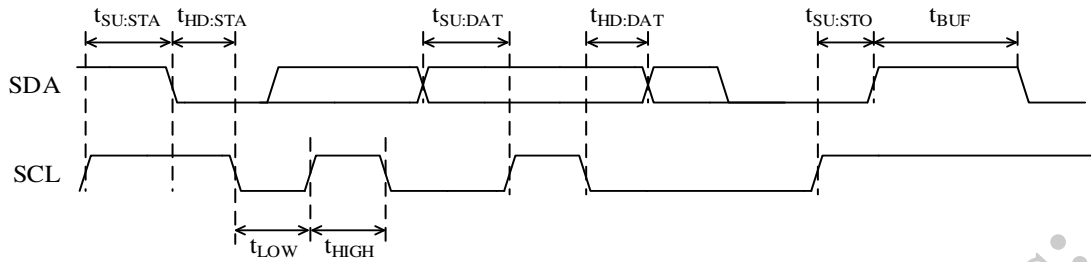 tSU:STA tHD:STA tSU:DAT tHD:DAT tSU:STO tBUF
SDA
SCL
tLOW tHIGH